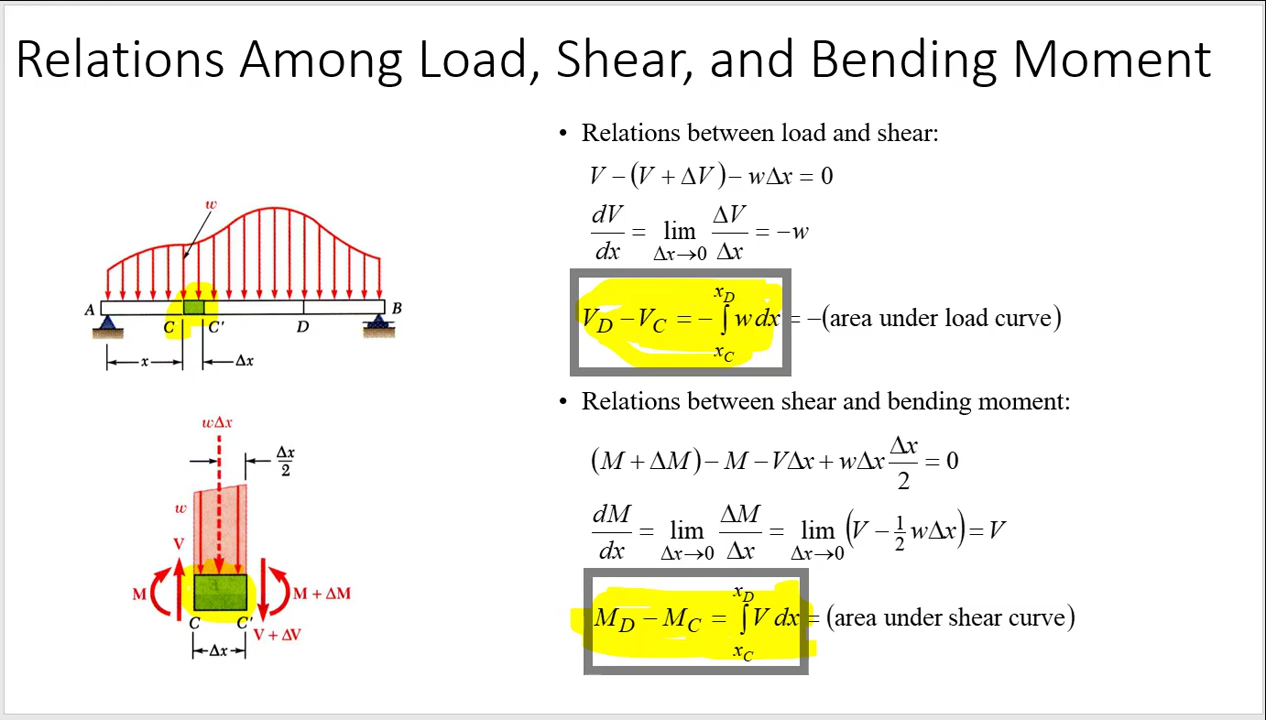 Relations Among Load, Shear, and Bending Moment
• Relations between load and shear:
V − (V + ΔV) − wΔx = 0
dV/dx = lim Δx→0 ΔV/Δx = −w
V_D − V_C = − ∫ x_C x_D w dx = −(area under load curve)
• Relations between shear and bending moment:
(M + ΔM) − M − VΔx + wΔx Δx/2 = 0
dM/dx = lim Δx→0 ΔM/Δx = lim Δx→0 (V − ½ wΔx) = V
M_D − M_C = ∫ x_C x_D V dx = (area under shear curve)
w
A B
C C' D
x Δx
wΔx
Δx/2
w
V
M M + ΔM
C C'
V + ΔV
Δx